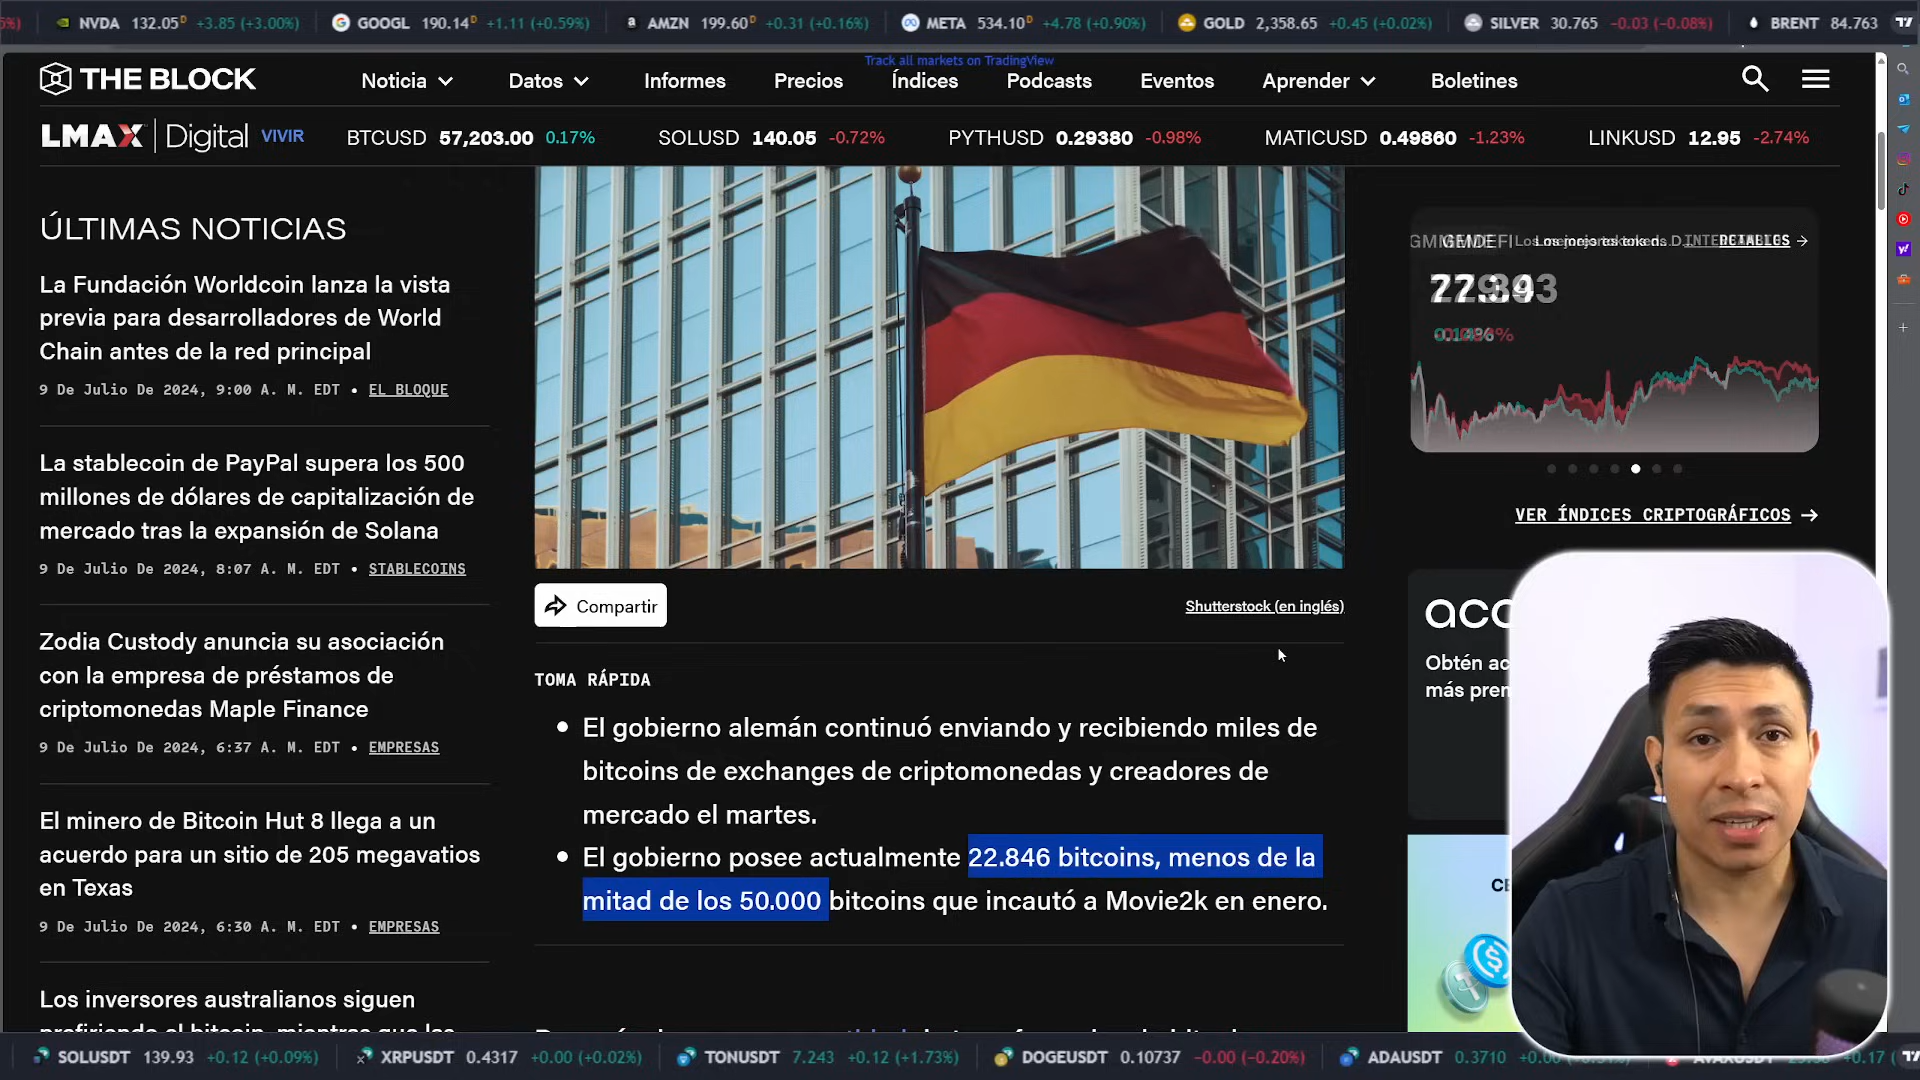 NVDA 132.05 D +3.85 (+3.00%) GOOGL 190.14 D +1.11 (+0.59%) AMZN 199.60 D +0.31 (+0.16%) META 534.10 D +4.78 (+0.90%) GOLD 2,358.65 +0.45 (+0.02%) SILVER 30.765 −0.03 (−0.08%) BRENT 84.763
Track all markets on TradingView
THE BLOCK Noticia Datos Informes Precios Índices Podcasts Eventos Aprender Boletines
LMAX Digital VIVIR BTCUSD 57,203.00 0.17% SOLUSD 140.05 -0.72% PYTHUSD 0.29380 -0.98% MATICUSD 0.49860 -1.23% LINKUSD 12.95 -2.74%
ÚLTIMAS NOTICIAS
La Fundación Worldcoin lanza la vista
previa para desarrolladores de World
Chain antes de la red principal
9 De Julio De 2024, 9:00 A. M. EDT • EL BLOQUE
La stablecoin de PayPal supera los 500
millones de dólares de capitalización de
mercado tras la expansión de Solana
9 De Julio De 2024, 8:07 A. M. EDT • STABLECOINS
Zodia Custody anuncia su asociación
con la empresa de préstamos de
criptomonedas Maple Finance
9 De Julio De 2024, 6:37 A. M. EDT • EMPRESAS
El minero de Bitcoin Hut 8 llega a un
acuerdo para un sitio de 205 megavatios
en Texas
9 De Julio De 2024, 6:30 A. M. EDT • EMPRESAS
Los inversores australianos siguen
prefiriendo el bitcoin, mientras que las
Compartir
Shutterstock (en inglés)
TOMA RÁPIDA
• El gobierno alemán continuó enviando y recibiendo miles de
bitcoins de exchanges de criptomonedas y creadores de
mercado el martes.
• El gobierno posee actualmente 22.846 bitcoins, menos de la
mitad de los 50.000 bitcoins que incautó a Movie2k en enero.
VER ÍNDICES CRIPTOGRÁFICOS
Obtén
SOLUSDT 139.93 +0.12 (+0.09%) XRPUSDT 0.4317 +0.00 (+0.02%) TONUSDT 7.243 +0.12 (+1.73%) DOGEUSDT 0.10737 −0.00 (−0.20%) ADAUSDT 0.3710